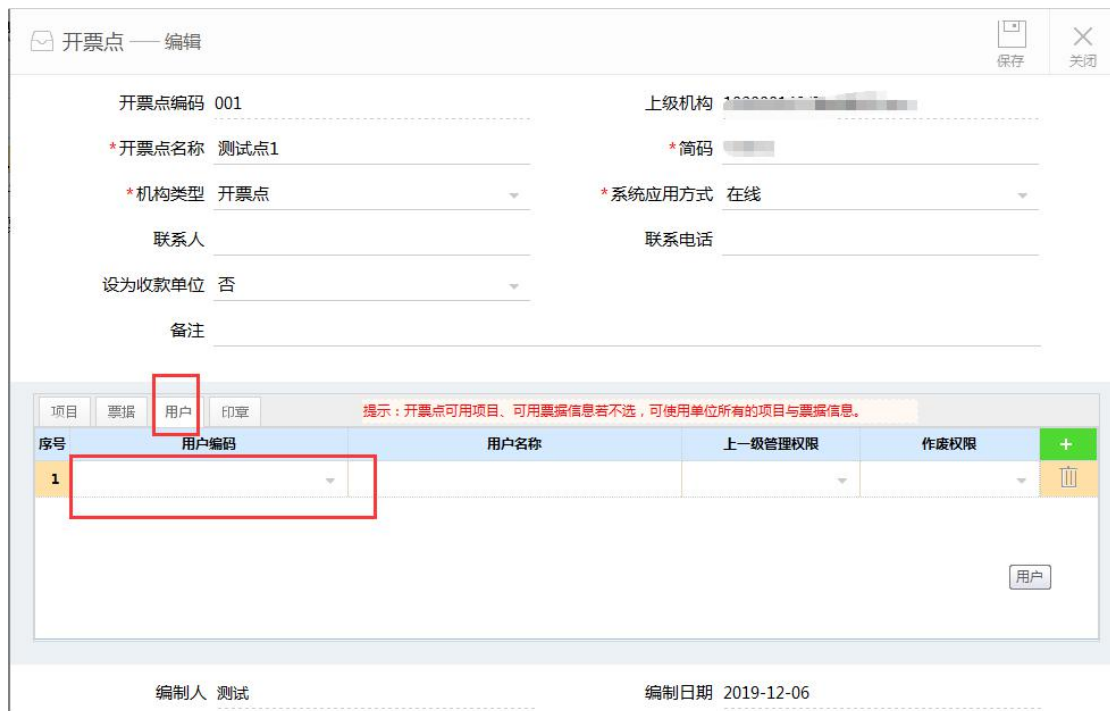 开票点 —— 编辑
保存
关闭
开票点编码 001
上级机构
*开票点名称 测试点1
*简码
*机构类型 开票点
*系统应用方式 在线
联系人
联系电话
设为收款单位 否
备注
项目 票据 用户 印章 提示：开票点可用项目、可用票据信息若不选，可使用单位所有的项目与票据信息。
序号 用户编码 用户名称 上一级管理权限 作废权限 +
1
用户
编制人 测试
编制日期 2019-12-06